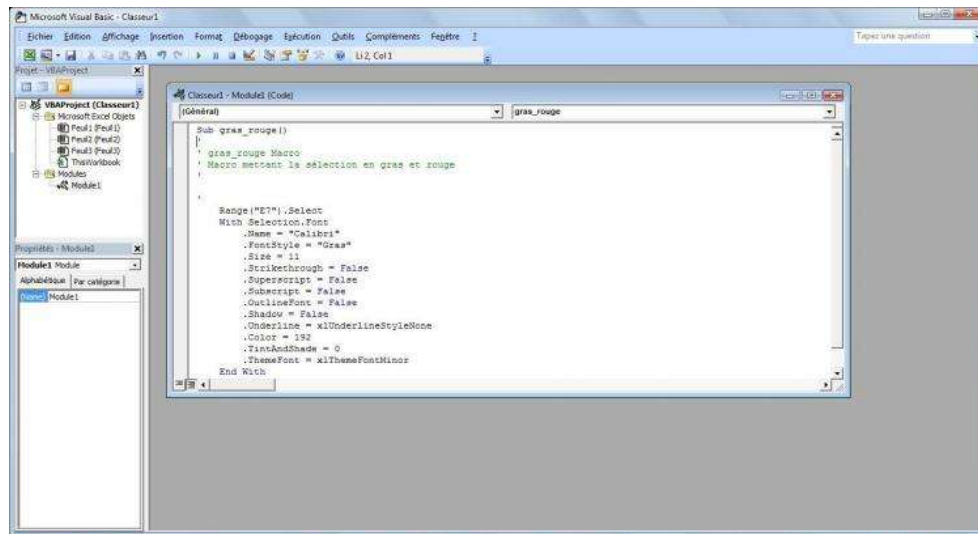 Microsoft Visual Basic - Classeur1
Fichier Edition Affichage Insertion Format Débogage Exécution Outils Compléments Fenêtre ?
Tapez une question
Li2, Col1
Projet - VBAProject
VBAProject (Classeur1)
Microsoft Excel Objets
Feuil1 (Feuil1)
Feuil2 (Feuil2)
Feuil3 (Feuil3)
ThisWorkbook
Modules
Module1
Propriétés - Module1
Module1 Module
Alphabétique Par catégorie
(Name) Module1
Classeur1 - Module1 (Code)
(Général) gras_rouge
Sub gras_rouge()
'
' gras_rouge Macro
' Macro mettant la sélection en gras et rouge
'
'
Range("E7").Select
With Selection.Font
.Name = "Calibri"
.FontStyle = "Gras"
.Size = 11
.Strikethrough = False
.Superscript = False
.Subscript = False
.OutlineFont = False
.Shadow = False
.Underline = xlUnderlineStyleNone
.Color = 192
.TintAndShade = 0
.ThemeFont = xlThemeFontMinor
End With